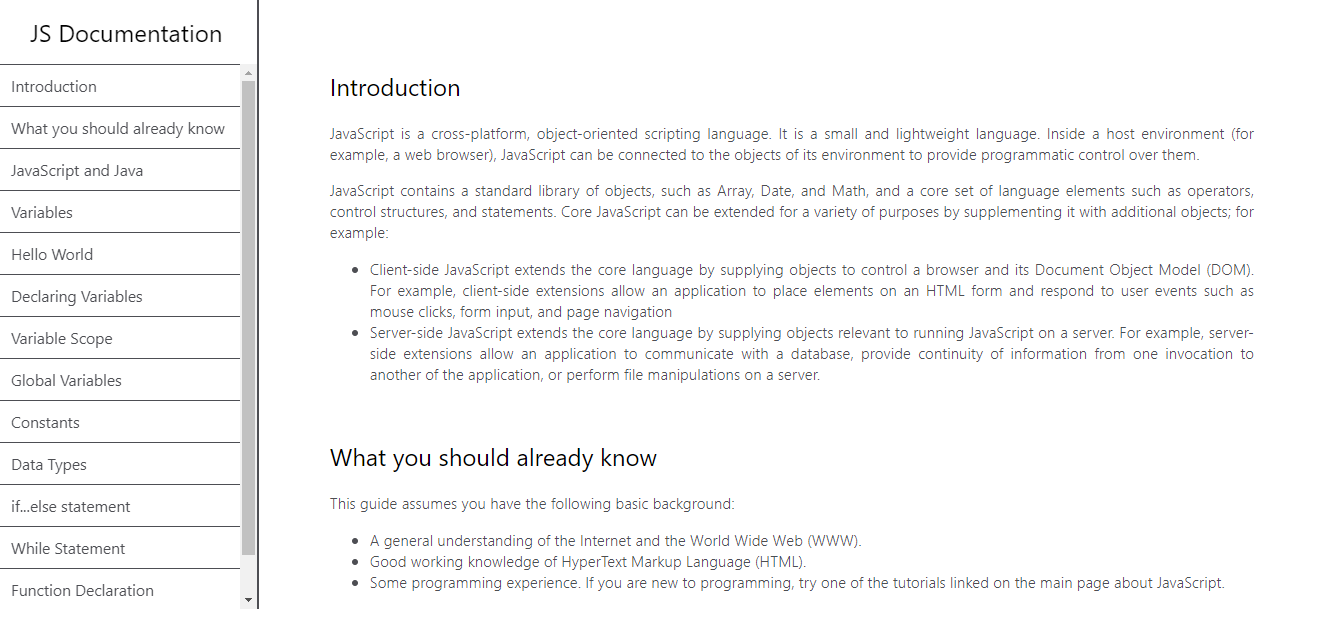 JS Documentation
Introduction
What you should already know
JavaScript and Java
Variables
Hello World
Declaring Variables
Variable Scope
Global Variables
Constants
Data Types
if...else statement
While Statement
Function Declaration
Introduction
JavaScript is a cross-platform, object-oriented scripting language. It is a small and lightweight language. Inside a host environment (for
example, a web browser), JavaScript can be connected to the objects of its environment to provide programmatic control over them.
JavaScript contains a standard library of objects, such as Array, Date, and Math, and a core set of language elements such as operators,
control structures, and statements. Core JavaScript can be extended for a variety of purposes by supplementing it with additional objects; for
example:
• Client-side JavaScript extends the core language by supplying objects to control a browser and its Document Object Model (DOM).
For example, client-side extensions allow an application to place elements on an HTML form and respond to user events such as
mouse clicks, form input, and page navigation
• Server-side JavaScript extends the core language by supplying objects relevant to running JavaScript on a server. For example, server-
side extensions allow an application to communicate with a database, provide continuity of information from one invocation to
another of the application, or perform file manipulations on a server.
What you should already know
This guide assumes you have the following basic background:
• A general understanding of the Internet and the World Wide Web (WWW).
• Good working knowledge of HyperText Markup Language (HTML).
• Some programming experience. If you are new to programming, try one of the tutorials linked on the main page about JavaScript.